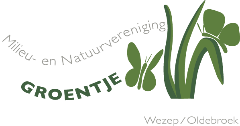 Milieu- en Natuurvereniging
GROENTJE
Wezep/Oldebroek